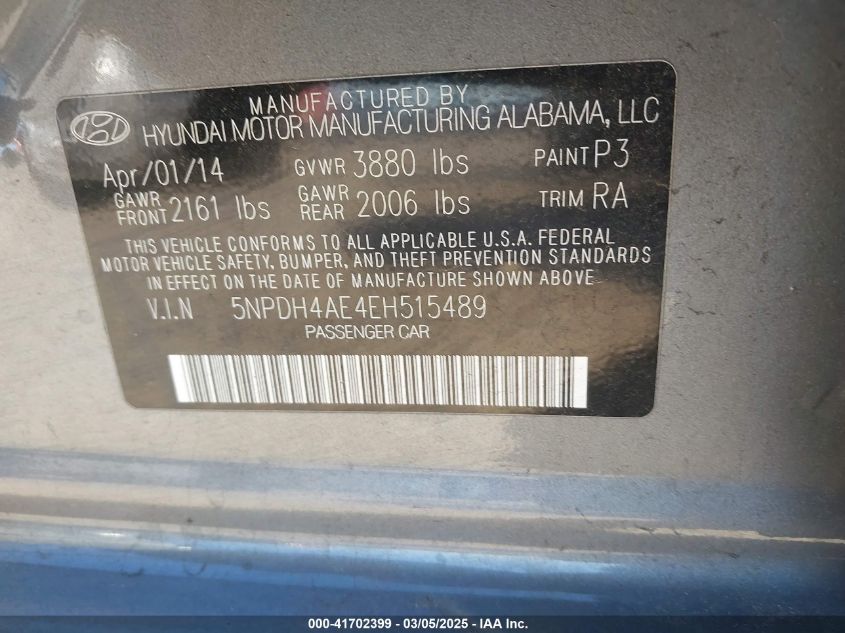 MANUFACTURED BY
HYUNDAI MOTOR MANUFACTURING ALABAMA, LLC
Apr/01/14 GVWR 3880 lbs PAINT P3
GAWR FRONT 2161 lbs GAWR REAR 2006 lbs TRIM RA
THIS VEHICLE CONFORMS TO ALL APPLICABLE U.S.A. FEDERAL
MOTOR VEHICLE SAFETY, BUMPER, AND THEFT PREVENTION STANDARDS
IN EFFECT ON THE DATE OF MANUFACTURE SHOWN ABOVE
V.I.N 5NPDH4AE4EH515489
PASSENGER CAR
000-41702399 - 03/05/2025 - IAA Inc.